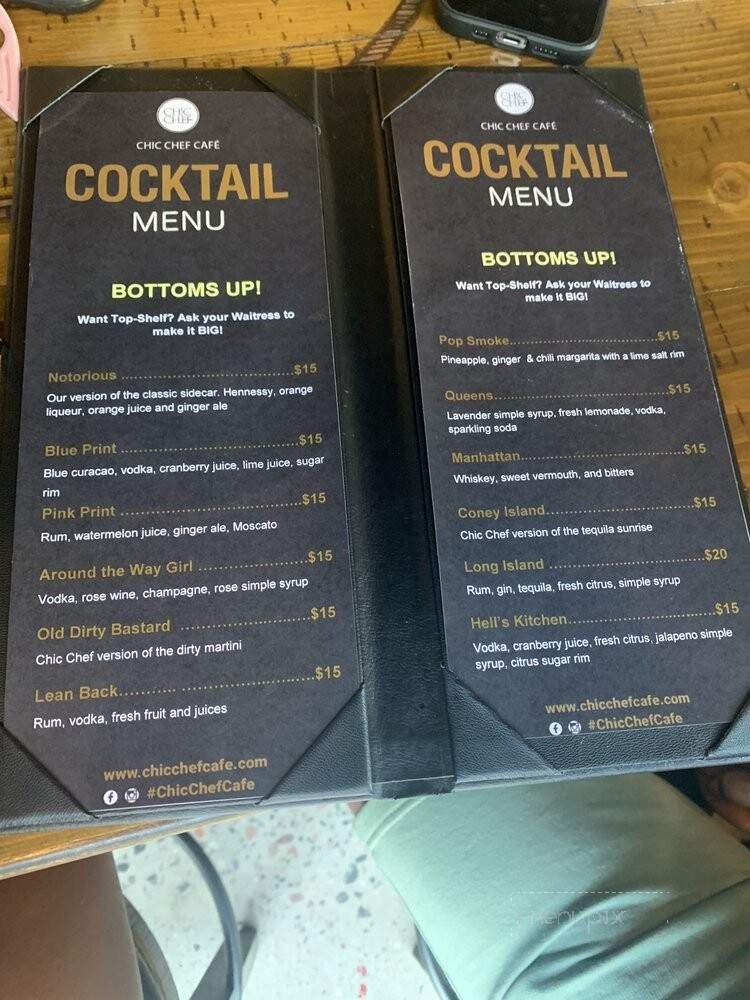 CHIC
CHEF
CHIC CHEF CAFÉ
COCKTAIL
MENU
BOTTOMS UP!
Want Top-Shelf? Ask your Waitress to
make it BIG!
Notorious ........................................$15
Our version of the classic sidecar. Hennessy, orange
liqueur, orange juice and ginger ale
Blue Print ........................................$15
Blue curacao, vodka, cranberry juice, lime juice, sugar
rim
Pink Print ........................................$15
Rum, watermelon juice, ginger ale, Moscato
Around the Way Girl ........................$15
Vodka, rose wine, champagne, rose simple syrup
Old Dirty Bastard .............................$15
Chic Chef version of the dirty martini
Lean Back.......... .............................$15
Rum, vodka, fresh fruit and juices
www.chicchefcafe.com
#ChicChefCafe
CHIC
CHEF
CHIC CHEF CAFÉ
COCKTAIL
MENU
BOTTOMS UP!
Want Top-Shelf? Ask your Waitress to
make it BIG!
Pop Smoke.................................$15
Pineapple, ginger & chili margarita with a lime salt rim
Queens.......................................$15
Lavender simple syrup, fresh lemonade, vodka,
sparkling soda
Manhattan....................................$15
Whiskey, sweet vermouth, and bitters
Coney Island.................................$15
Chic Chef version of the tequila sunrise
Long Island ...................................$20
Rum, gin, tequila, fresh citrus, simple syrup
Hell's Kitchen.................................$15
Vodka, cranberry juice, fresh citrus, jalapeno simple
syrup, citrus sugar rim
www.chicchefcafe.com
#ChicChefCafe
menupix